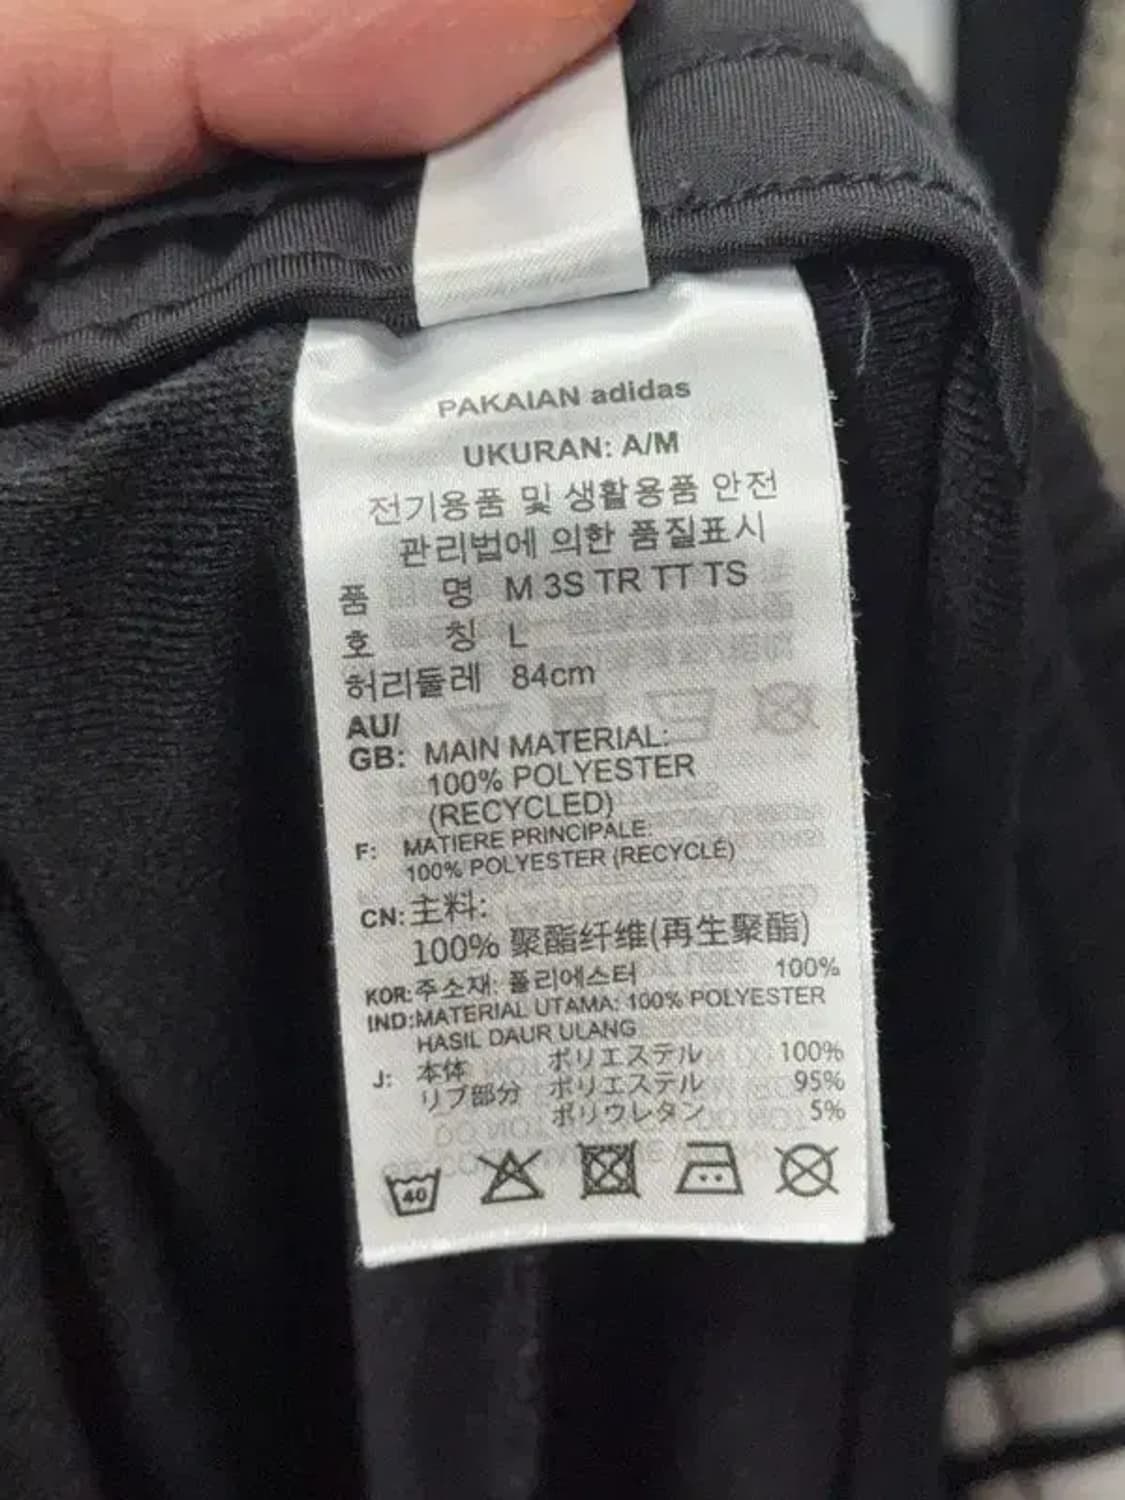 PAKAIAN adidas
UKURAN: A/M
전기용품 및 생활용품 안전
관리법에 의한 품질표시
품 명 M 3S TR TT TS
호 칭 L
허리둘레 84cm
AU/
GB: MAIN MATERIAL:
100% POLYESTER
(RECYCLED)
F: MATIERE PRINCIPALE:
100% POLYESTER (RECYCLÉ)
CN: 主料:
100% 聚酯纤维(再生聚酯)
KOR: 주소재: 폴리에스터 100%
IND: MATERIAL UTAMA: 100% POLYESTER
HASIL DAUR ULANG
J: 本体 ポリエステル 100%
リブ部分 ポリエステル 95%
ポリウレタン 5%
40